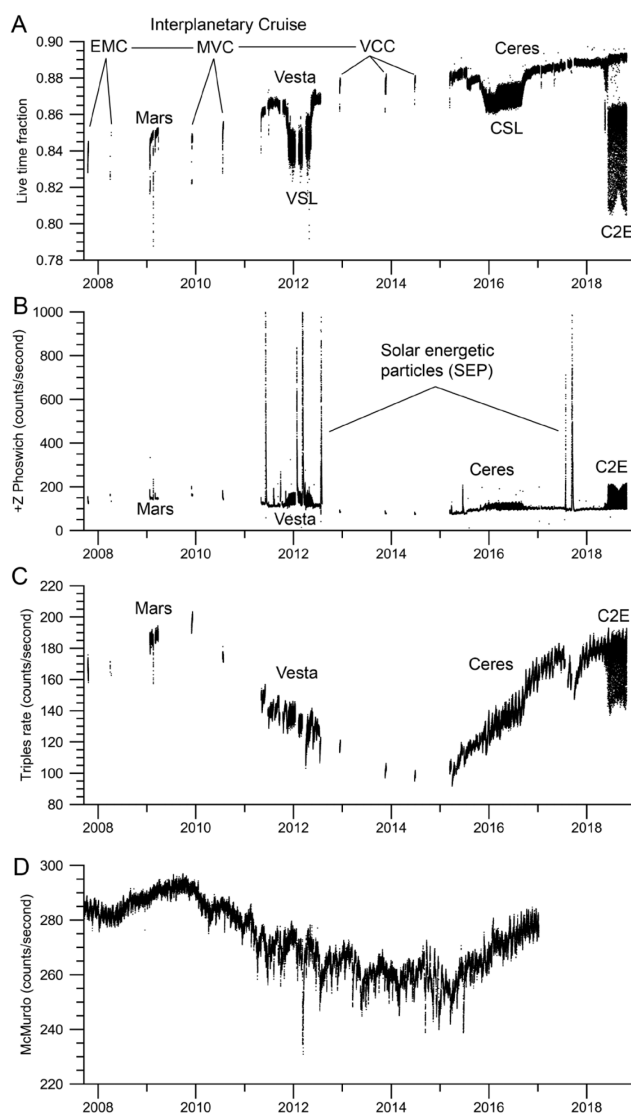 A
Interplanetary Cruise
EMC MVC VCC
Mars
Vesta
VSL
Ceres
CSL
C2E
Live time fraction
0.90
0.88
0.86
0.84
0.82
0.80
0.78
2008 2010 2012 2014 2016 2018
B
+Z Phoswich (counts/second)
1000
800
600
400
200
0
Solar energetic
particles (SEP)
Mars
Vesta
Ceres
C2E
2008 2010 2012 2014 2016 2018
C
Triples rate (counts/second)
220
200
180
160
140
120
100
80
Mars
Vesta
Ceres
C2E
2008 2010 2012 2014 2016 2018
D
McMurdo (counts/second)
300
280
260
240
220
2008 2010 2012 2014 2016 2018